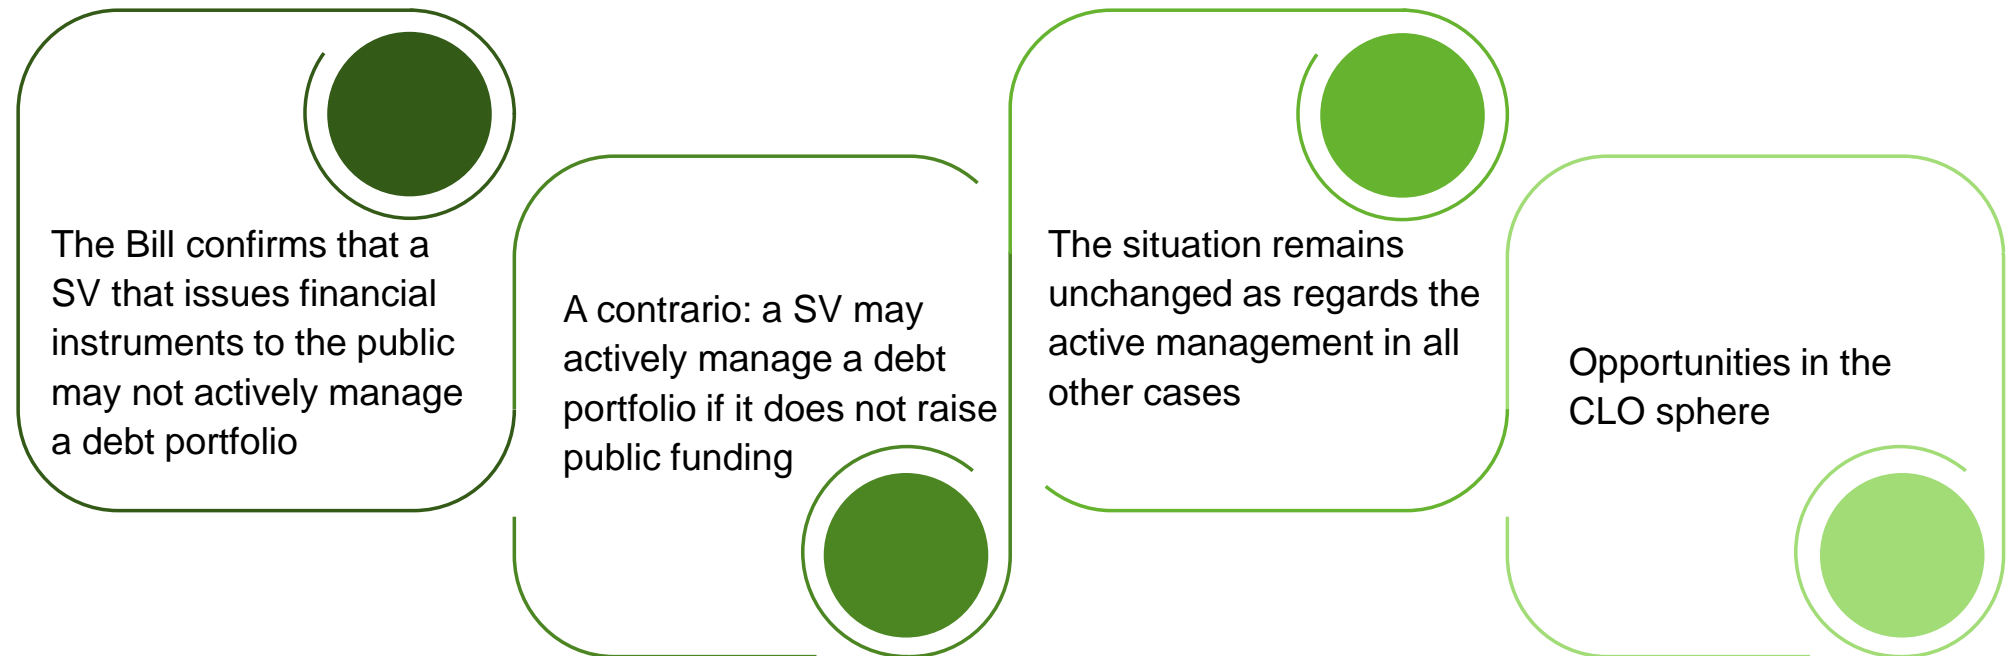 The Bill confirms that a
SV that issues financial
instruments to the public
may not actively manage
a debt portfolio
A contrario: a SV may
actively manage a debt
portfolio if it does not raise
public funding
The situation remains
unchanged as regards the
active management in all
other cases
Opportunities in the
CLO sphere